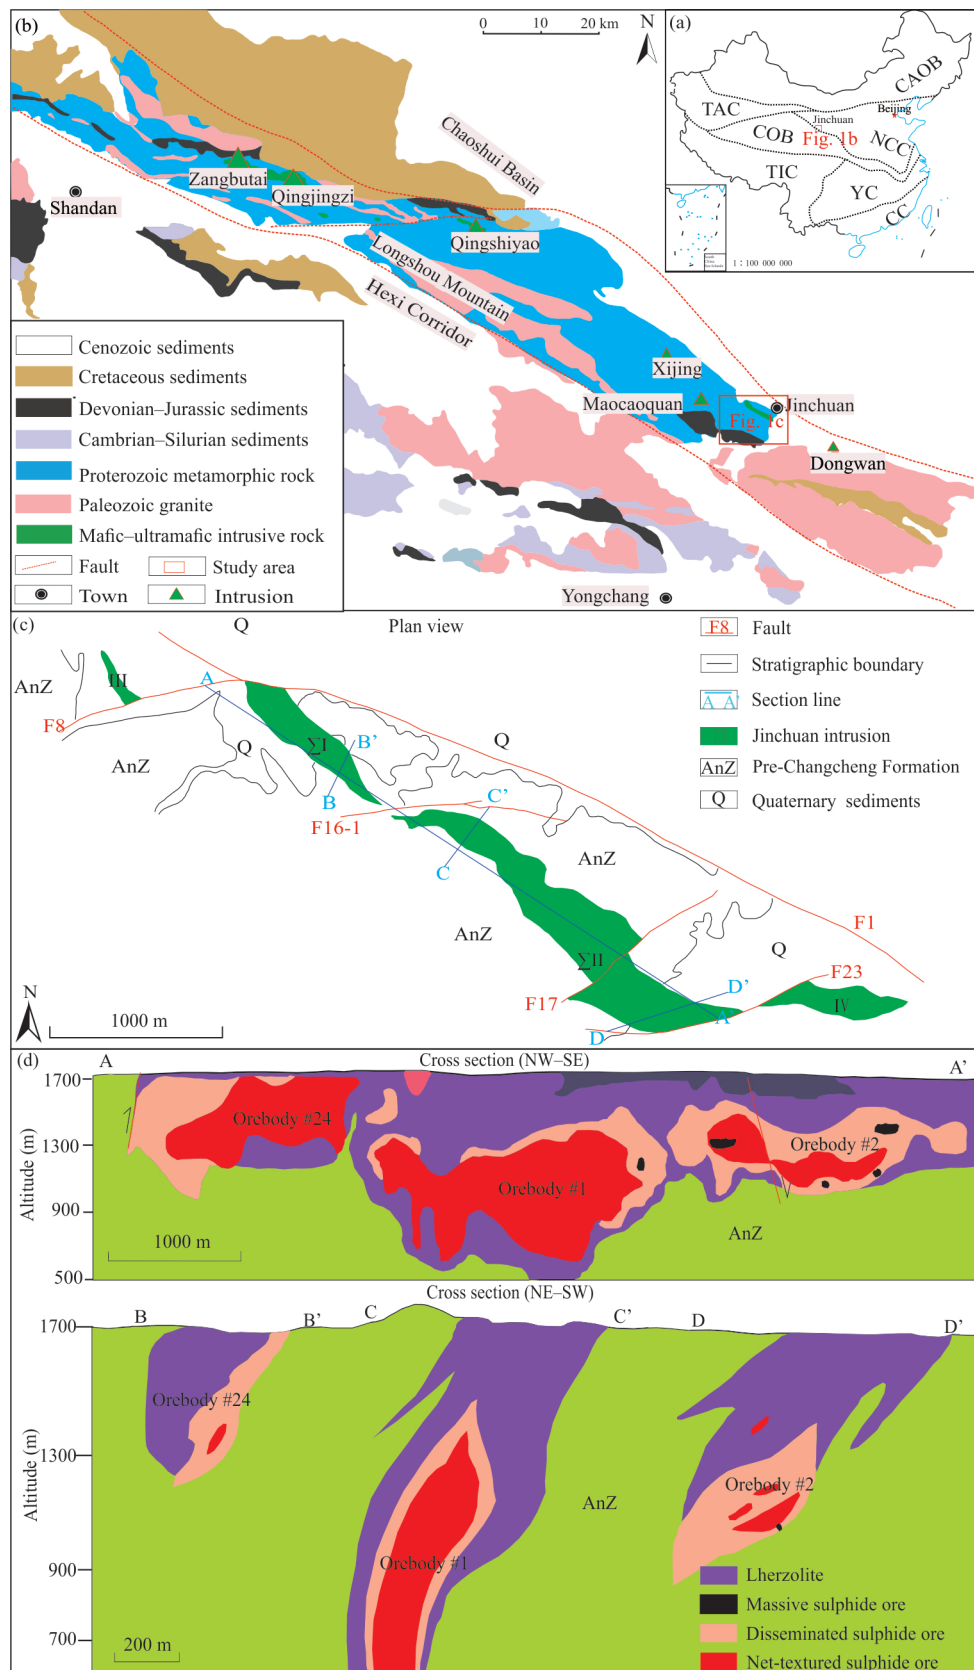 (b)
0 20 km
N
Chaoshui Basin
Zangbutai
Qingjingzi
Shandan
Qingshiyao
Longshou Mountain
Hexi Corridor
Xijing
Maocaoquan
Jinchuan
Fig. 1c
Dongwan
Yongchang
Cenozoic sediments
Cretaceous sediments
Devonian–Jurassic sediments
Cambrian–Silurian sediments
Proterozoic metamorphic rock
Paleozoic granite
Mafic–ultramafic intrusive rock
Fault
Study area
Town
Intrusion
(a)
CAOB
TAC
Beijing
Jinchuan
COB
Fig. 1b
NCC
TIC
YC
CC
1 : 100 000 000
(c)
Q
Plan view
AnZ
III
A
F8
AnZ
Q
∑I
B'
B
Q
F16-1
C'
C
AnZ
AnZ
F1
∑II
Q
F23
F17
D'
IV
D
A'
N
1000 m
F8 Fault
Stratigraphic boundary
A A' Section line
Jinchuan intrusion
AnZ Pre-Changcheng Formation
Q Quaternary sediments
(d)
A
Cross section (NW–SE)
A'
1700
1300
900
500
Altitude (m)
Orebody #24
Orebody #1
Orebody #2
AnZ
1000 m
Cross section (NE–SW)
B B' C C' D D'
1700
1300
900
700
Altitude (m)
Orebody #24
Orebody #1
Orebody #2
AnZ
200 m
Lherzolite
Massive sulphide ore
Disseminated sulphide ore
Net-textured sulphide ore